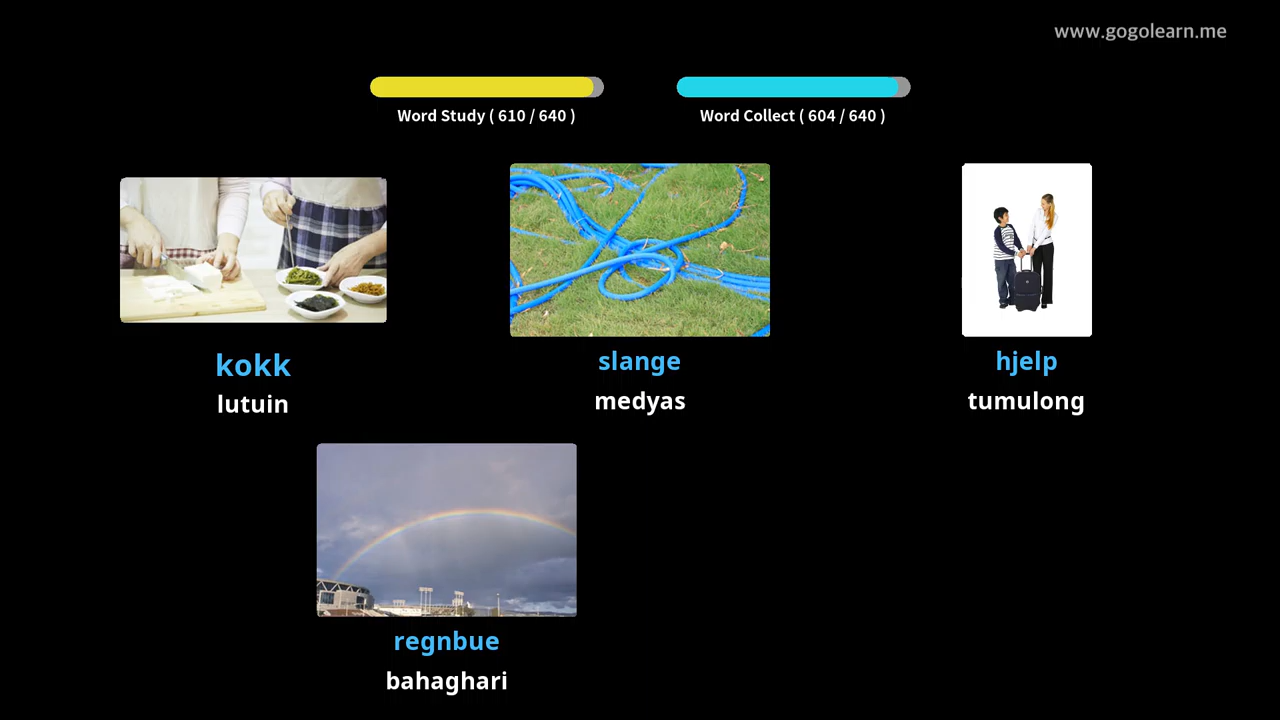 www.gogolearn.me
Word Study ( 610 / 640 )
Word Collect ( 604 / 640 )
kokk
lutuin
slange
medyas
hjelp
tumulong
regnbue
bahaghari